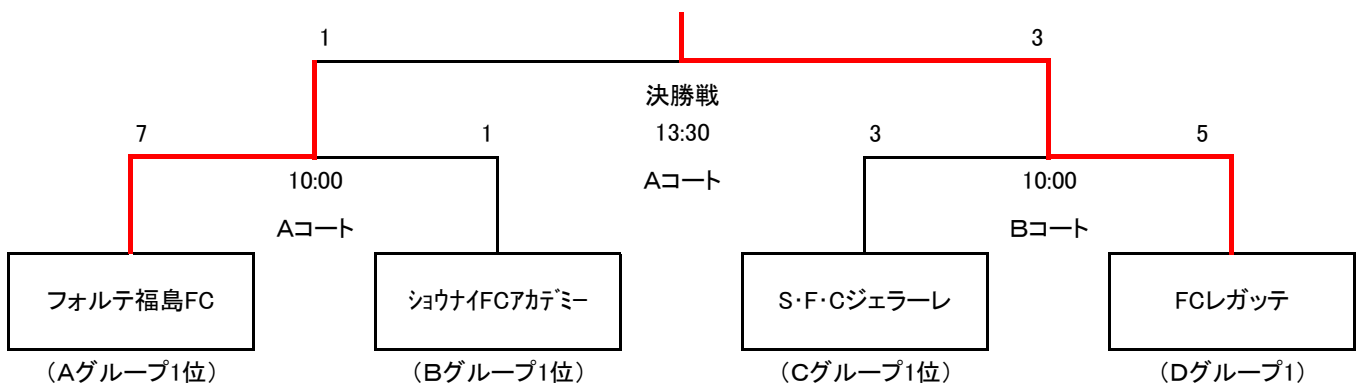 1
3
決勝戦
7
1
13:30
3
5
10:00
Aコート
10:00
Aコート
Bコート
フォルテ福島FC
ｼｮｳﾅｲFCｱｶﾃﾞﾐｰ
S･F･Cジェラーレ
FCレガッテ
（Aグループ1位）
（Bグループ1位）
（Cグループ1位）
（Dグループ1）